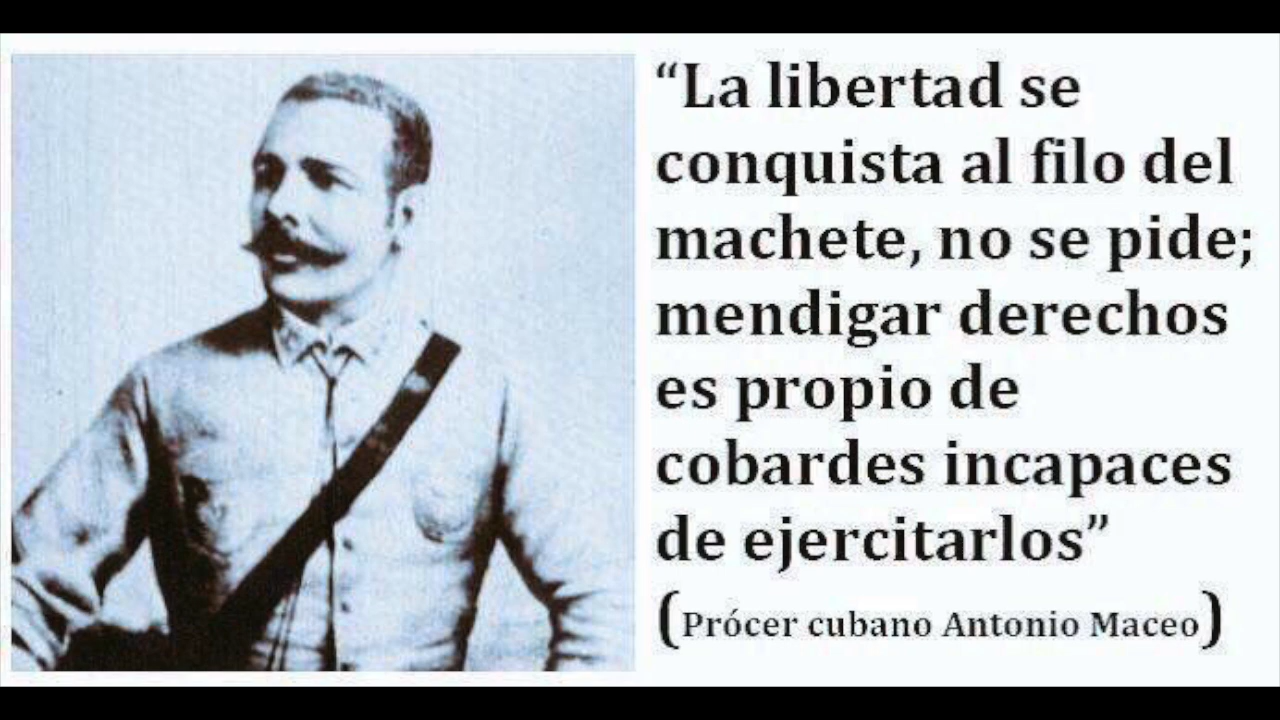 “La libertad se
conquista al filo del
machete, no se pide;
mendigar derechos
es propio de
cobardes incapaces
de ejercitarlos”
(Prócer cubano Antonio Maceo)